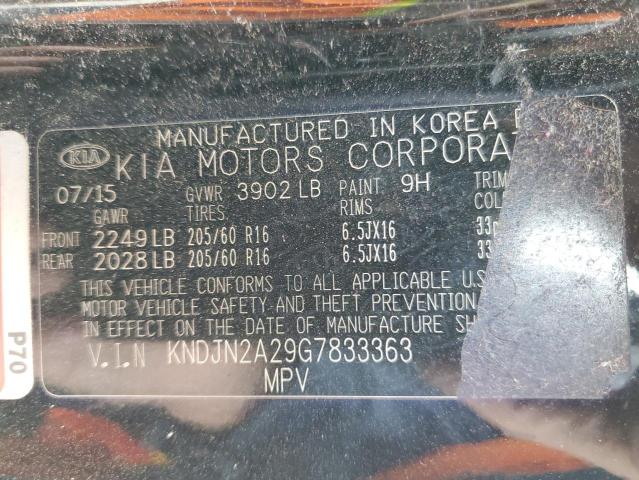 MANUFACTURED IN KOREA
KIA KIA MOTORS
07/15 GVWR 3902 LB PAINT 9H TRIM
GAWR TIRES RIMS
FRONT 2249 LB 205/60 R16 6.5JX16
REAR 2028 LB 205/60 R16 6.5JX16
THIS VEHICLE CONFORMS TO ALL APPLICABLE U.S
MOTOR VEHICLE SAFETY AND THEFT PREVENTION
IN EFFECT ON THE DATE OF MANUFACTURE
V.I.N KNDJN2A29G7833363
MPV
P70